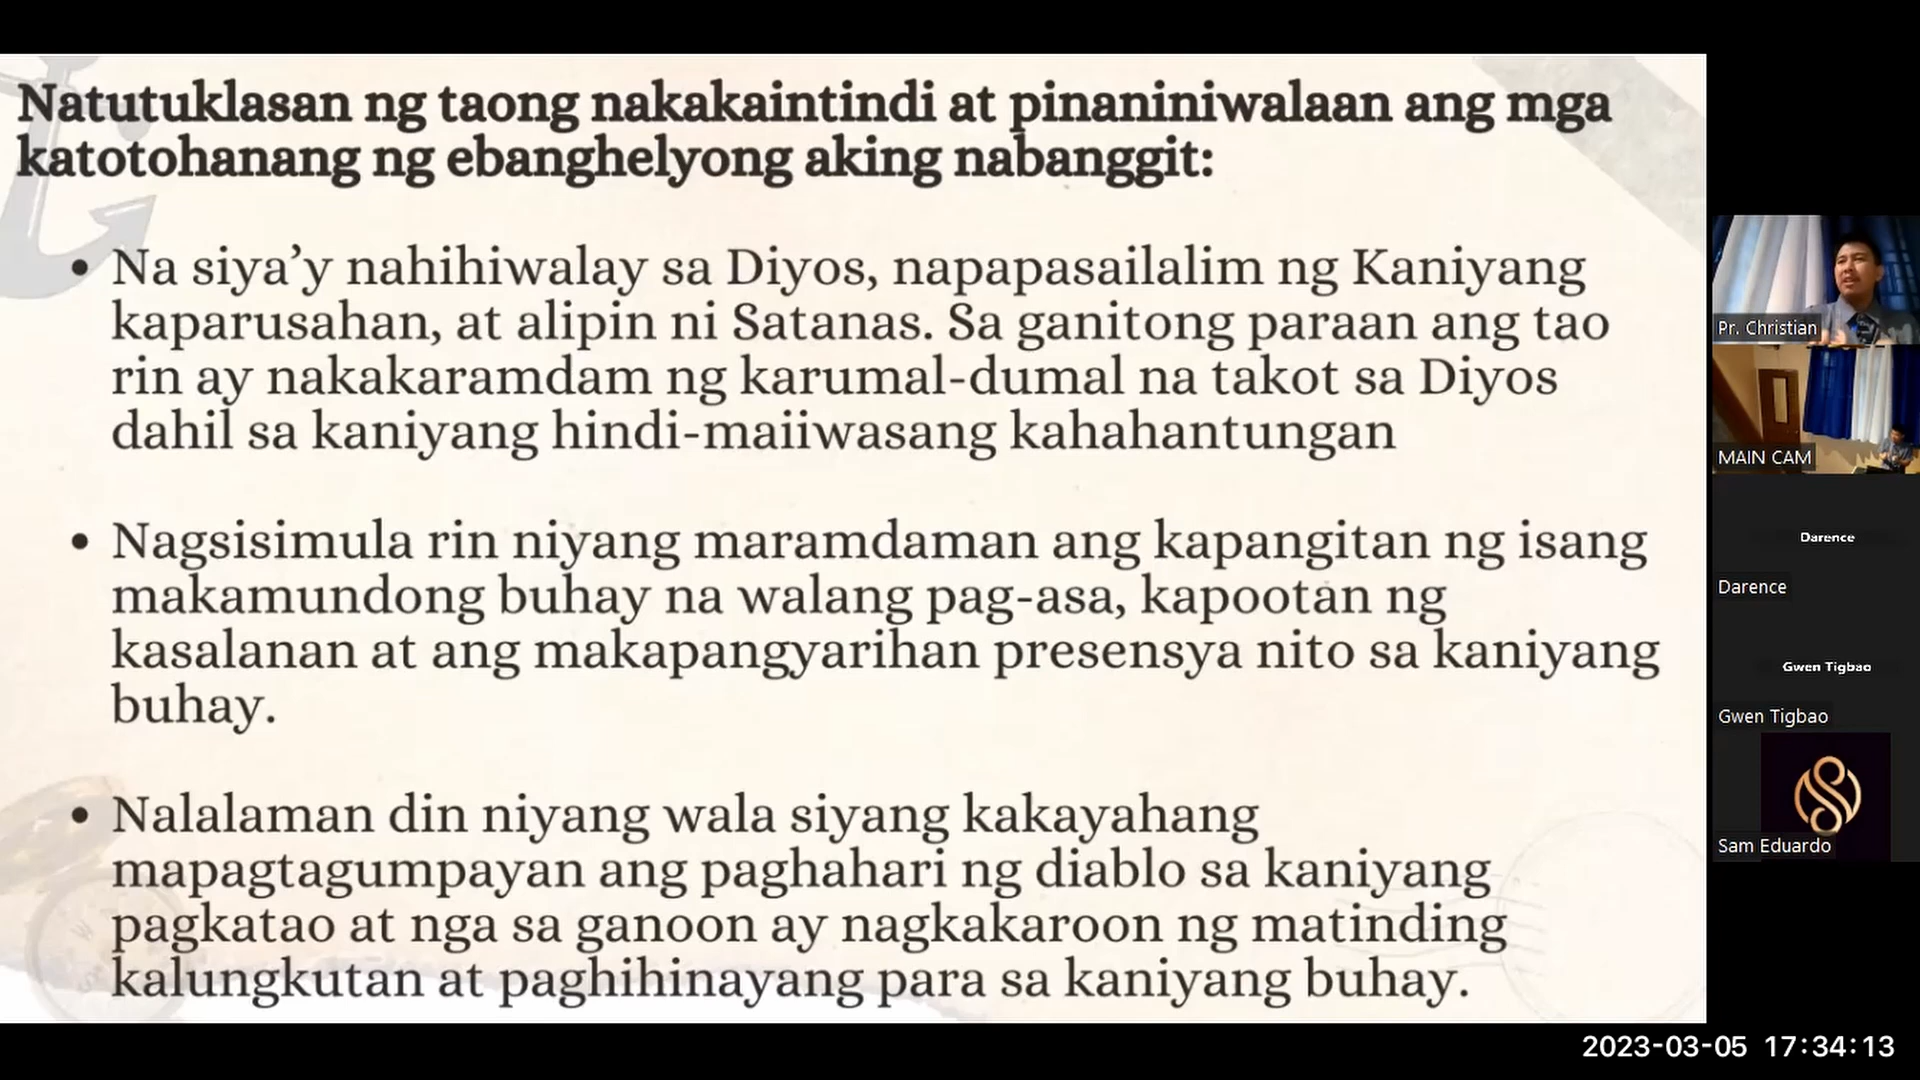 Natutuklasan ng taong nakakaintindi at pinaniniwalaan ang mga
katotohanang ng ebanghelyong aking nabanggit:
• Na siya’y nahihiwalay sa Diyos, napapasailalim ng Kaniyang
kaparusahan, at alipin ni Satanas. Sa ganitong paraan ang tao
rin ay nakakaramdam ng karumal-dumal na takot sa Diyos
dahil sa kaniyang hindi-maiiwasang kahahantungan
• Nagsisimula rin niyang maramdaman ang kapangitan ng isang
makamundong buhay na walang pag-asa, kapootan ng
kasalanan at ang makapangyarihan presensya nito sa kaniyang
buhay.
• Nalalaman din niyang wala siyang kakayahang
mapagtagumpayan ang paghahari ng diablo sa kaniyang
pagkatao at nga sa ganoon ay nagkakaroon ng matinding
kalungkutan at paghihinayang para sa kaniyang buhay.
Pr. Christian
MAIN CAM
Darence
Darence
Gwen Tigbao
Gwen Tigbao
Sam Eduardo
2023-03-05 17:34:13